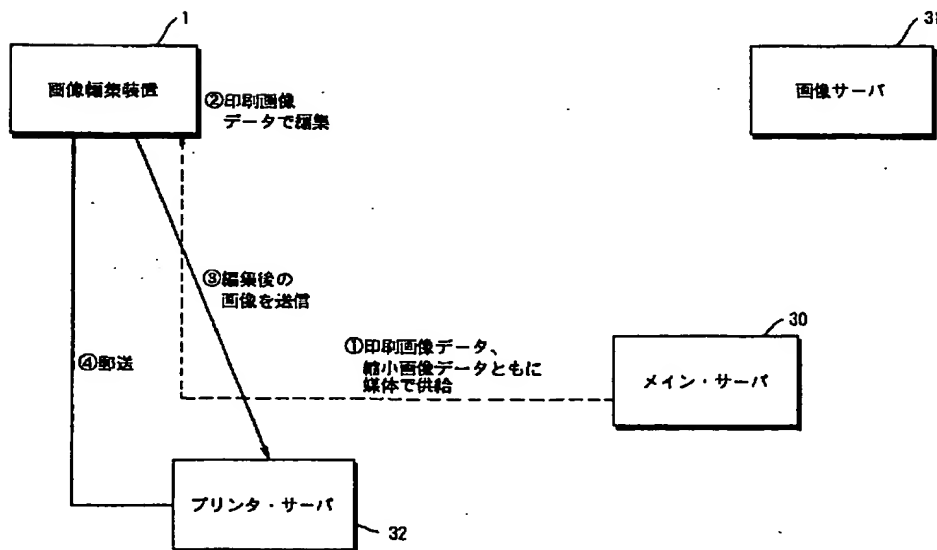 1
画像編集装置
31
画像サーバ
②印刷画像
データで編集
③編集後の
画像を送信
④郵送
①印刷画像データ、
縮小画像データともに
媒体で供給
30
メイン・サーバ
プリンタ・サーバ
32